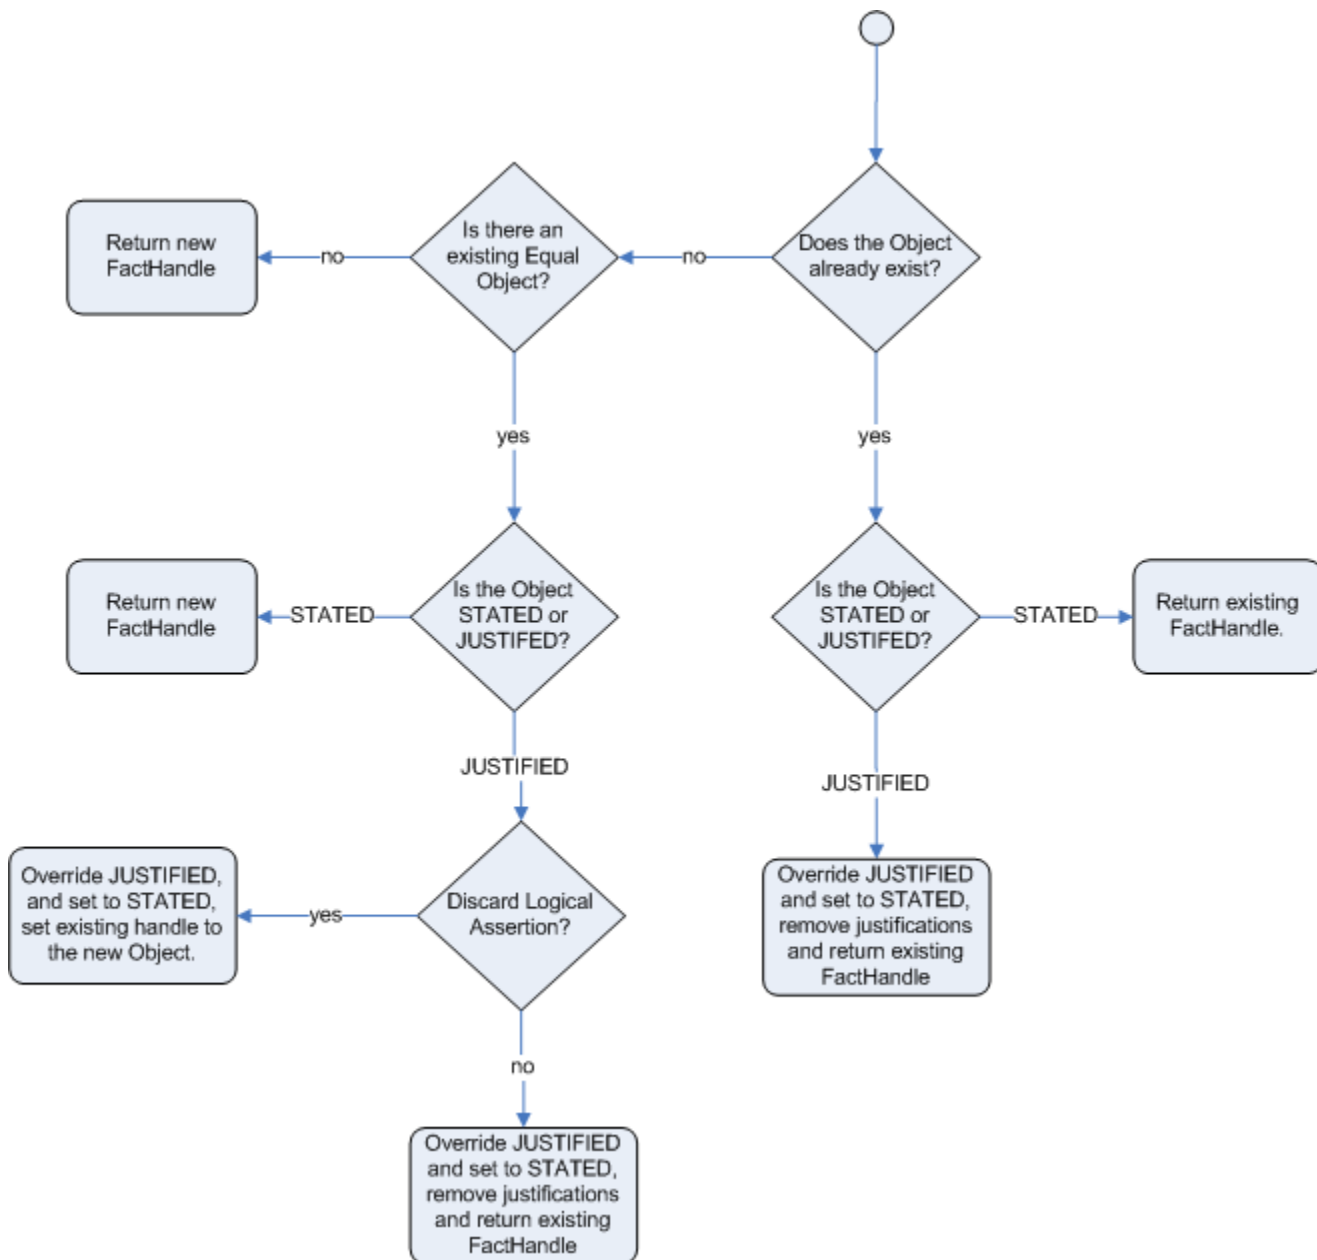 Return new
FactHandle
no
Is there an
existing Equal
Object?
no
Does the Object
already exist?
yes
yes
Return new
FactHandle
STATED
Is the Object
STATED or
JUSTIFED?
Is the Object
STATED or
JUSTIFED?
STATED
Return existing
FactHandle.
JUSTIFIED
JUSTIFIED
Override JUSTIFIED,
and set to STATED,
set existing handle to
the new Object.
yes
Discard Logical
Assertion?
Override JUSTIFIED
and set to STATED,
remove justifications
and return existing
FactHandle
no
Override JUSTIFIED
and set to STATED,
remove justifications
and return existing
FactHandle